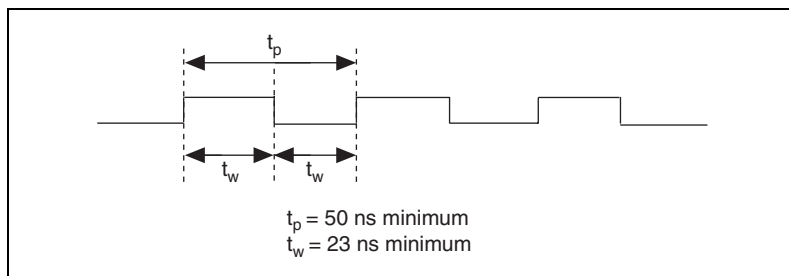 tp
tw tw
tp = 50 ns minimum
tw = 23 ns minimum